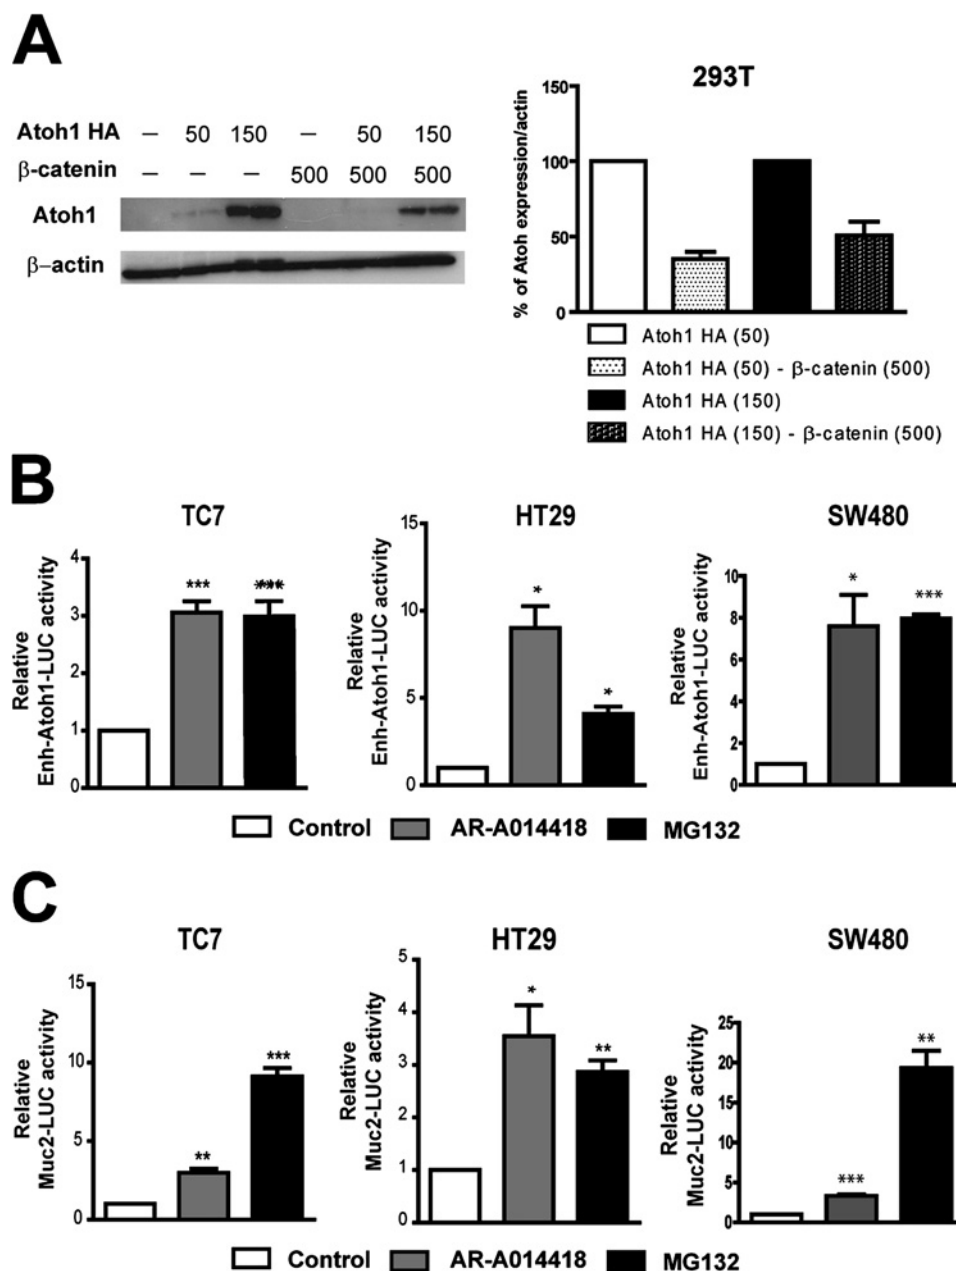 A
Atoh1 HA – 50 150 – 50 150
β-catenin – – – 500 500 500
Atoh1
β-actin
293T
% of Atoh expression/actin
150
100
50
0
Atoh1 HA (50)
Atoh1 HA (50) - β-catenin (500)
Atoh1 HA (150)
Atoh1 HA (150) - β-catenin (500)
B
TC7
Relative
Enh-Atoh1-LUC activity
4
3
2
1
0
***
***
HT29
Relative
Enh-Atoh1-LUC activity
15
10
5
0
*
*
SW480
Relative
Enh-Atoh1-LUC activity
10
8
6
4
2
0
*
***
Control AR-A014418 MG132
C
TC7
Relative
Muc2-LUC activity
15
10
5
0
**
***
HT29
Relative
Muc2-LUC activity
5
4
3
2
1
0
*
**
SW480
Relative
Muc2-LUC activity
25
20
15
10
5
0
***
**
Control AR-A014418 MG132